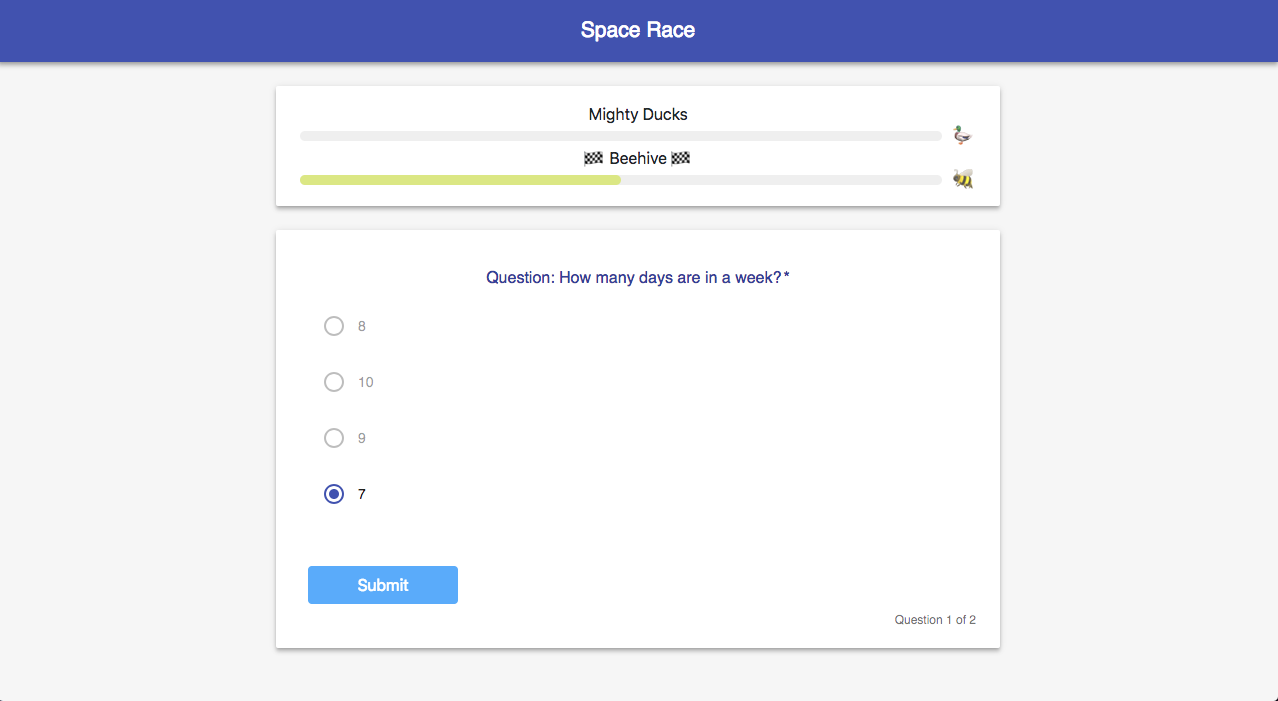 Space Race
Mighty Ducks
🏁 Beehive 🏁
Question: How many days are in a week?*
8
10
9
7
Submit
Question 1 of 2